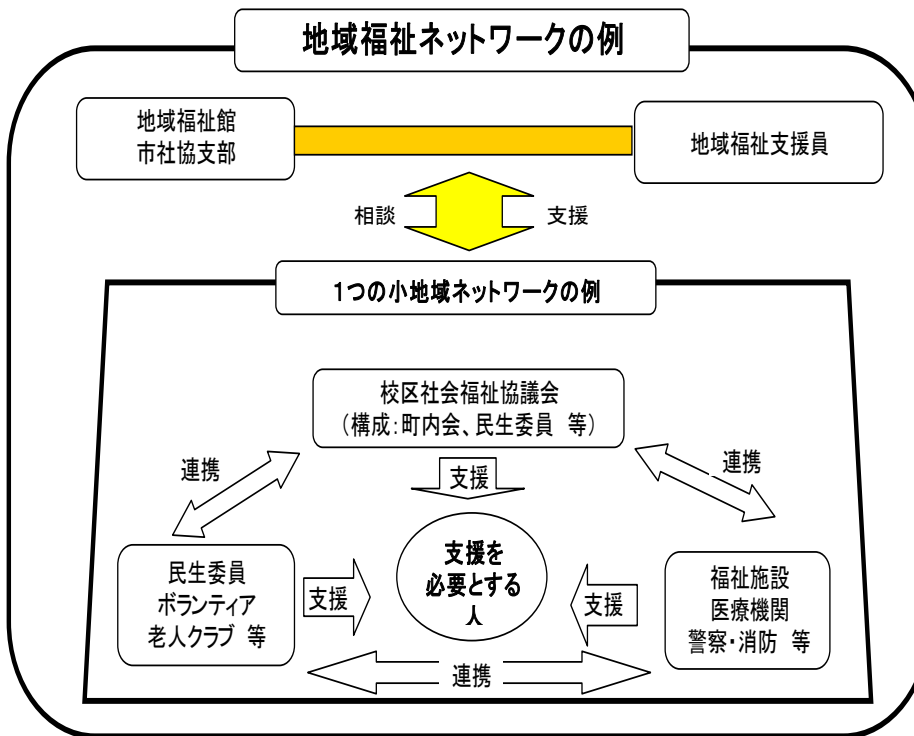 地域福祉ネットワークの例
地域福祉館
市社協支部
地域福祉支援員
相談
支援
1つの小地域ネットワークの例
校区社会福祉協議会
（構成：町内会、民生委員 等）
連携
支援
連携
支援を
必要とする
人
民生委員
ボランティア
老人クラブ 等
支援
支援
福祉施設
医療機関
警察・消防 等
連携